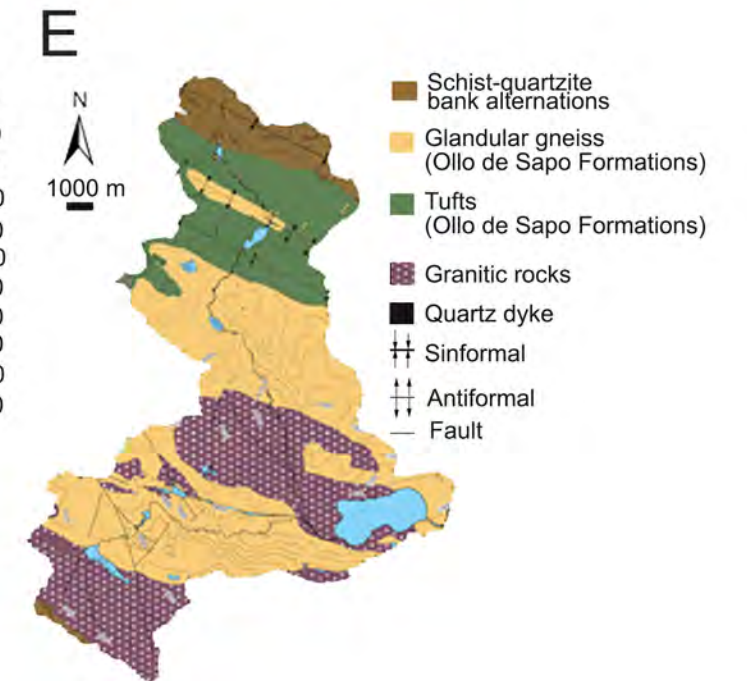 E
N
1000 m
Schist-quartzite
bank alternations
Glandular gneiss
(Ollo de Sapo Formations)
Tufts
(Ollo de Sapo Formations)
Granitic rocks
Quartz dyke
Sinformal
Antiformal
Fault